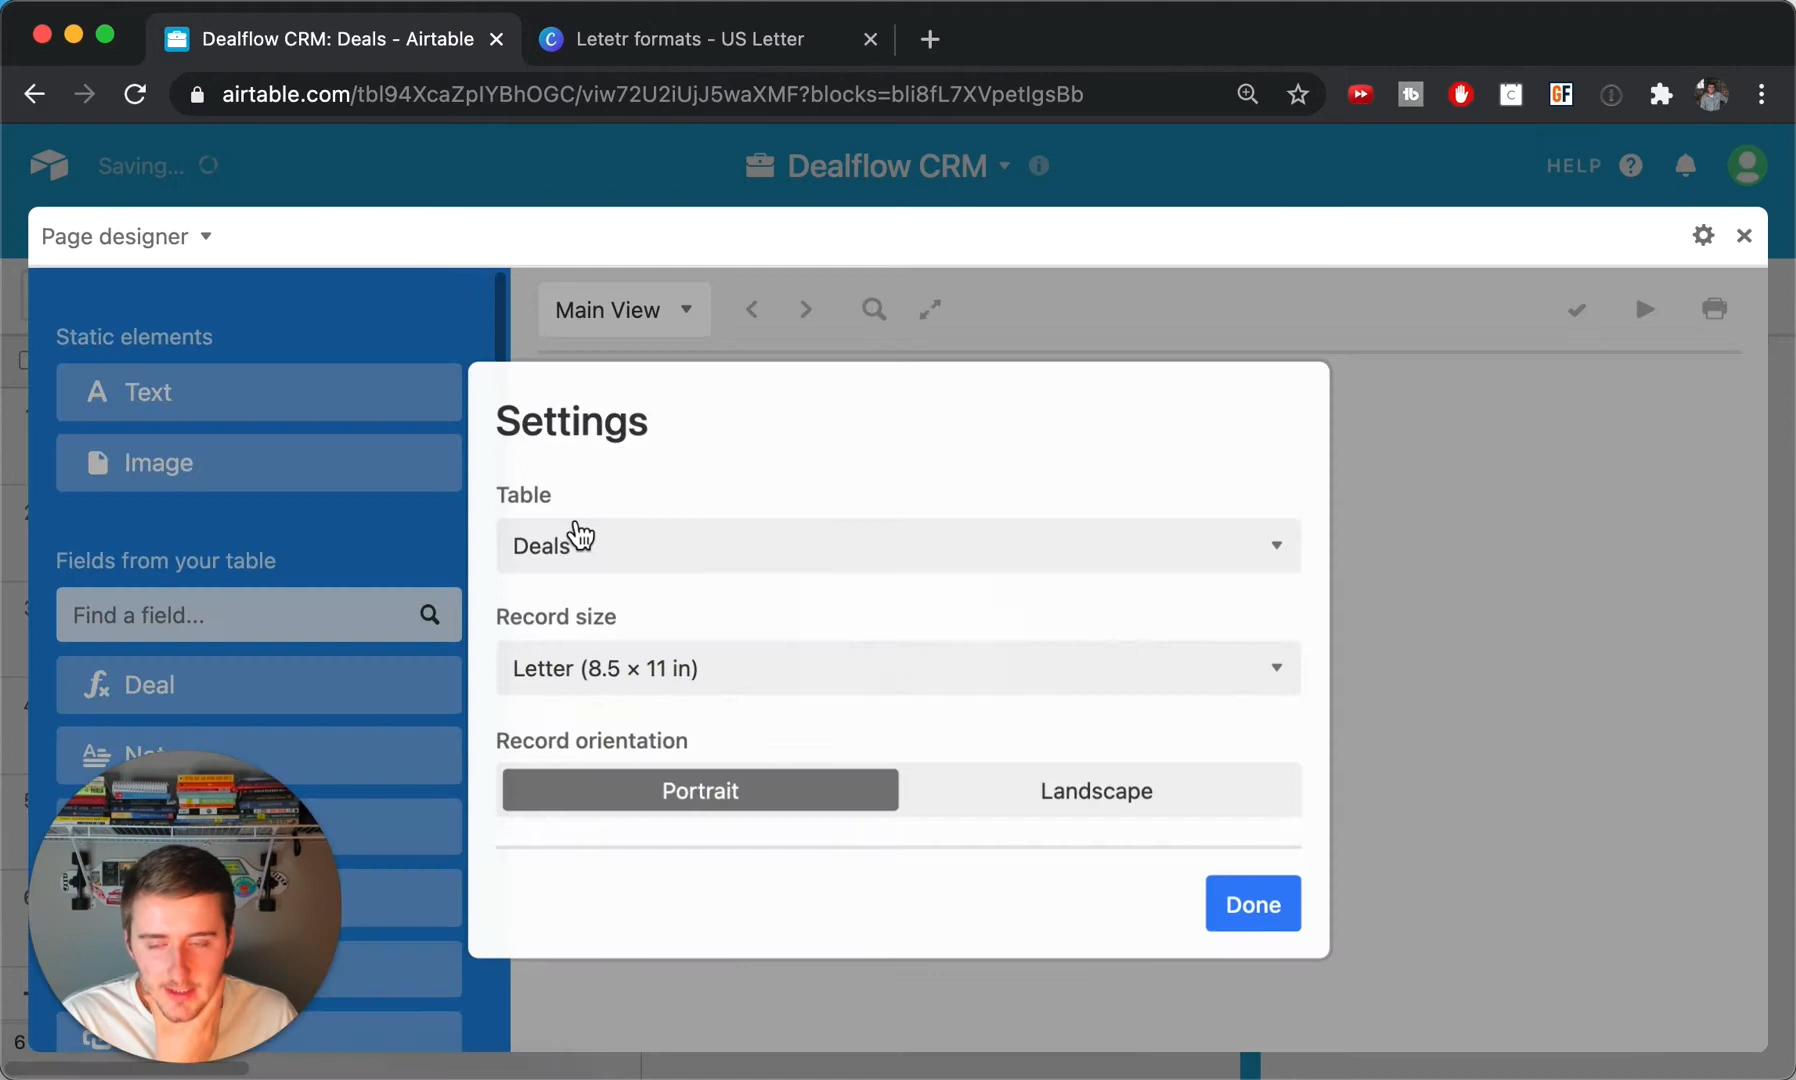 Dealflow CRM: Deals - Airtable
Letetr formats - US Letter
airtable.com/tbl94XcaZpIYBhOGC/viw72U2iUjJ5waXMF?blocks=bli8fL7XVpetIgsBb
Saving...
Dealflow CRM
HELP
Page designer
Main View
Static elements
Text
Image
Fields from your table
Find a field...
Deal
Settings
Table
Deals
Record size
Letter (8.5 × 11 in)
Record orientation
Portrait
Landscape
Done
6